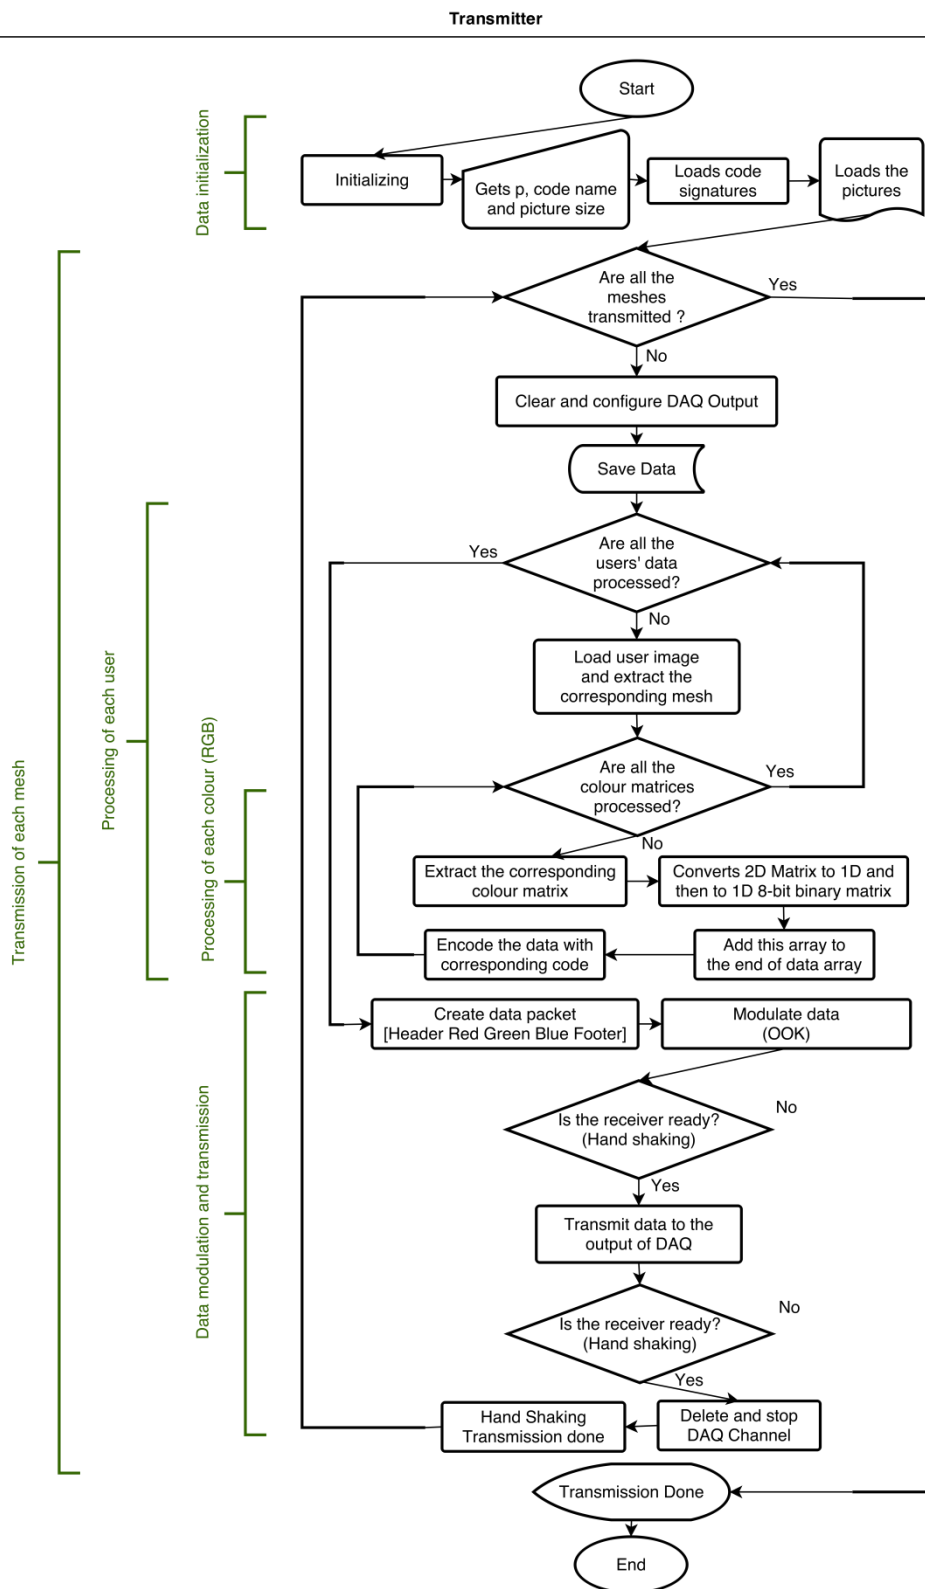 Transmitter
Start
Data initialization
Initializing
Gets p, code name
and picture size
Loads code
signatures
Loads the
pictures
Are all the
meshes
transmitted ?
Yes
No
Clear and configure DAQ Output
Save Data
Are all the
users' data
processed?
Yes
No
Load user image
and extract the
corresponding mesh
Are all the
colour matrices
processed?
Yes
No
Extract the corresponding
colour matrix
Converts 2D Matrix to 1D and
then to 1D 8-bit binary matrix
Add this array to
the end of data array
Encode the data with
corresponding code
Transmission of each mesh
Processing of each user
Processing of each colour (RGB)
Create data packet
[Header Red Green Blue Footer]
Modulate data
(OOK)
Data modulation and transmission
Is the receiver ready?
(Hand shaking)
No
Yes
Transmit data to the
output of DAQ
Is the receiver ready?
(Hand shaking)
No
Yes
Delete and stop
DAQ Channel
Hand Shaking
Transmission done
Transmission Done
End